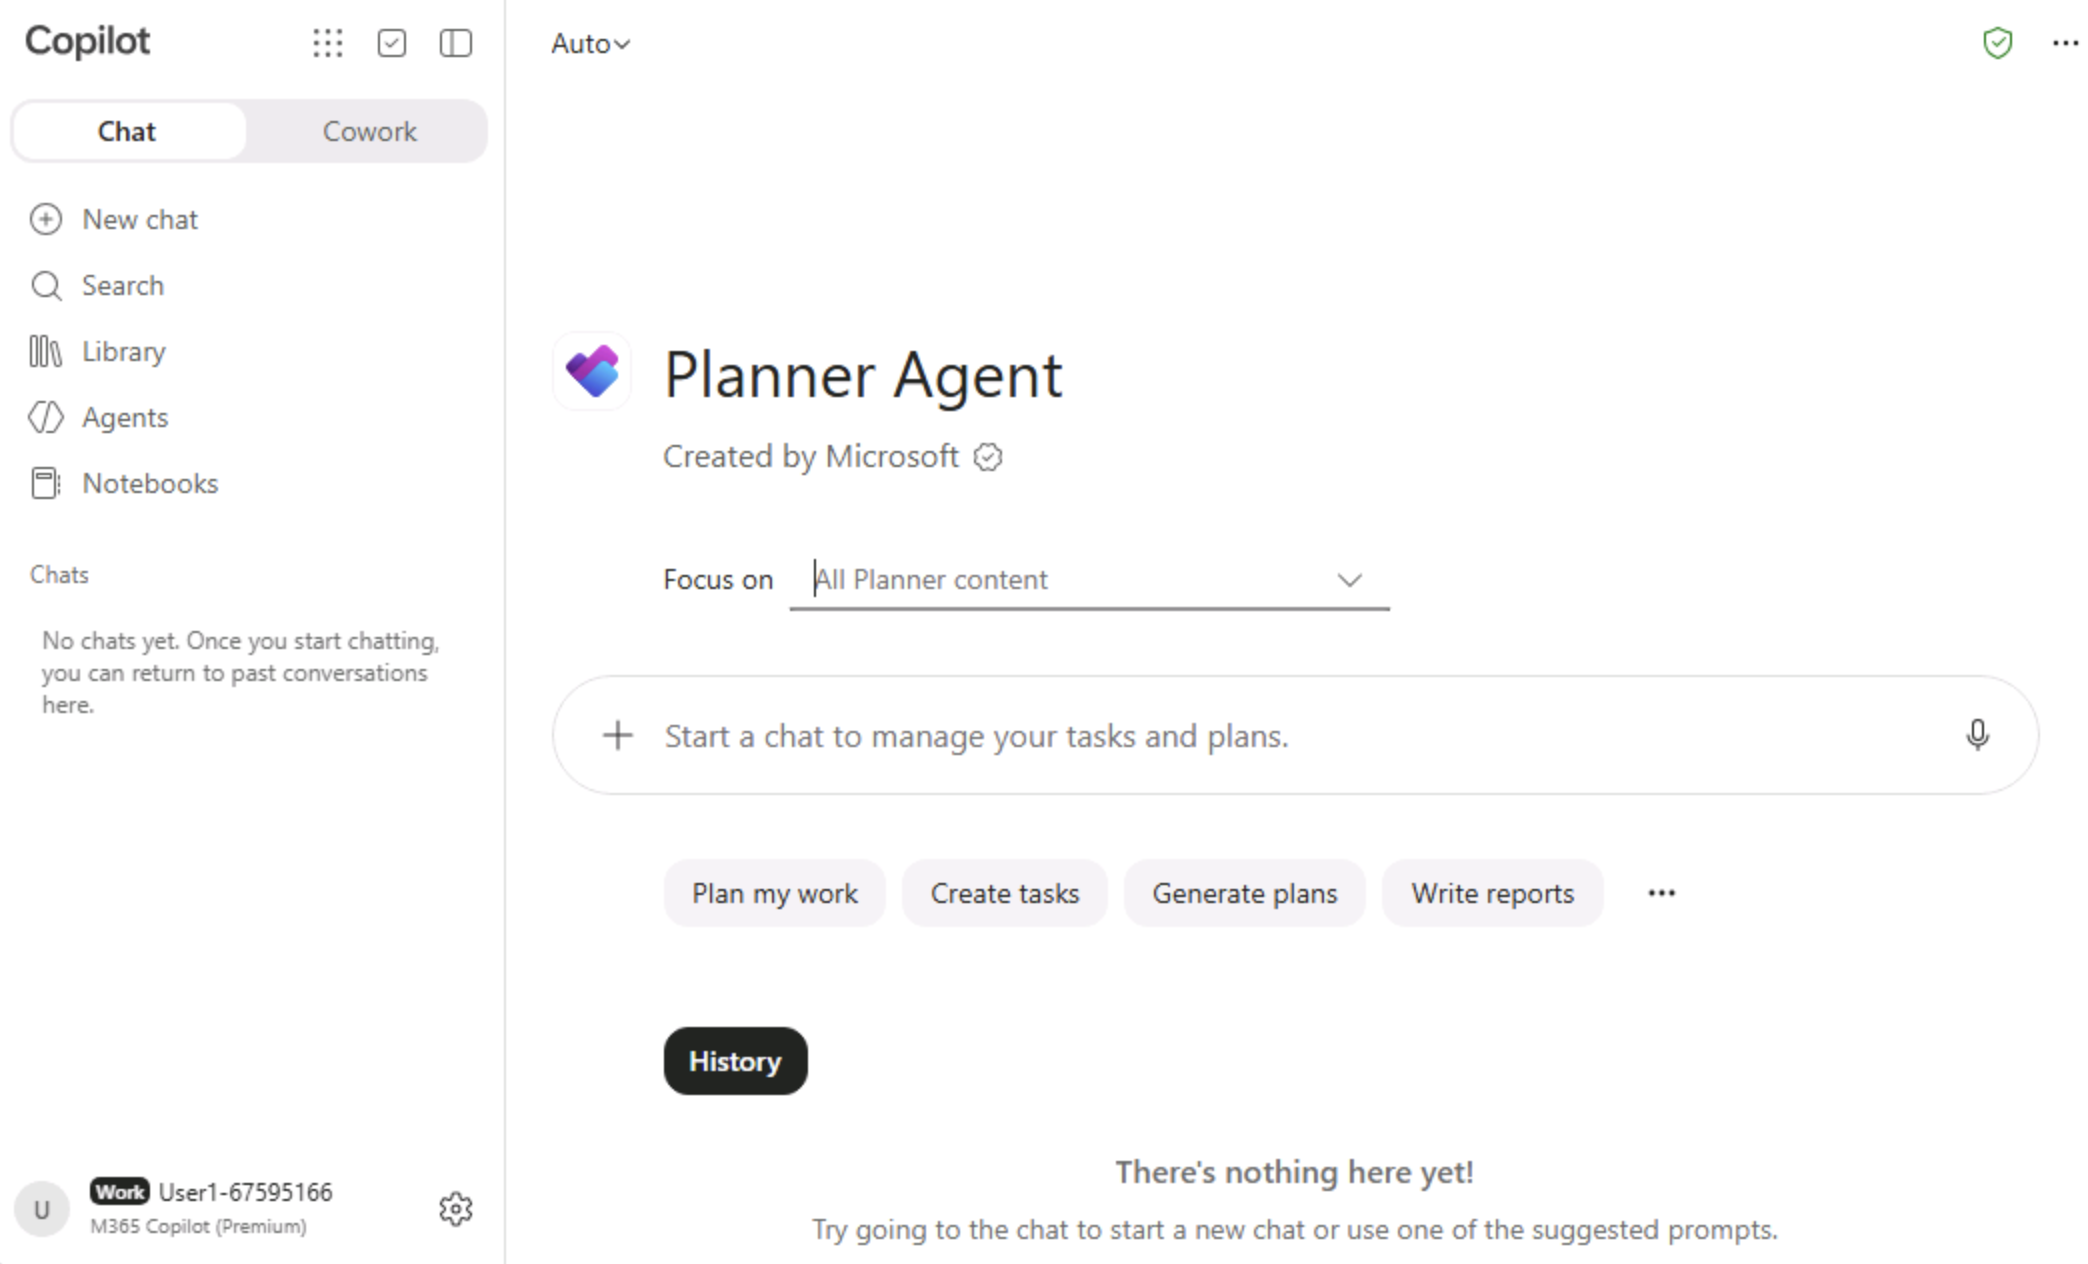 Copilot
Chat
Cowork
New chat
Search
Library
Agents
Notebooks
Chats
No chats yet. Once you start chatting,
you can return to past conversations
here.
U
Work User1-67595166
M365 Copilot (Premium)
Auto
Planner Agent
Created by Microsoft
Focus on All Planner content
Start a chat to manage your tasks and plans.
Plan my work
Create tasks
Generate plans
Write reports
History
There's nothing here yet!
Try going to the chat to start a new chat or use one of the suggested prompts.